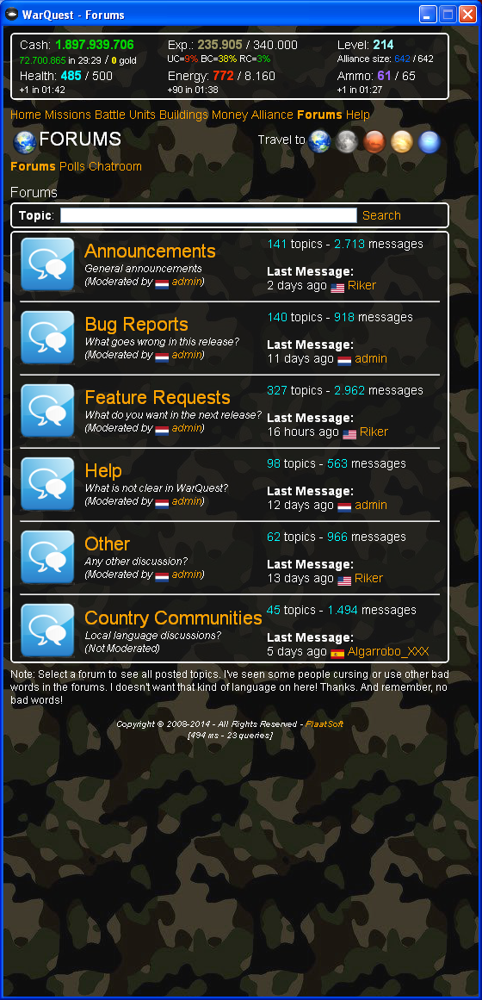 WarQuest - Forums
Cash: 1.897.939.706 Exp.: 235.905 / 340.000 Level: 214
72.700.865 in 29:29 / 0 gold UC=9% BC=38% RC=3% Alliance size: 642 / 642
Health: 485 / 500 Energy: 772 / 8.160 Ammo: 61 / 65
+1 in 01:42 +90 in 01:38 +1 in 01:27
Home Missions Battle Units Buildings Money Alliance Forums Help
FORUMS Travel to
Forums Polls Chatroom
Forums
Topic: Search
Announcements 141 topics - 2.713 messages
General announcements
(Moderated by admin)
Last Message:
2 days ago Riker
Bug Reports 140 topics - 918 messages
What goes wrong in this release?
(Moderated by admin)
Last Message:
11 days ago admin
Feature Requests 327 topics - 2.962 messages
What do you want in the next release?
(Moderated by admin)
Last Message:
16 hours ago Riker
Help 98 topics - 563 messages
What is not clear in WarQuest?
(Moderated by admin)
Last Message:
12 days ago admin
Other 62 topics - 966 messages
Any other discussion?
(Moderated by admin)
Last Message:
13 days ago Riker
Country Communities 45 topics - 1.494 messages
Local language discussions?
(Not Moderated)
Last Message:
5 days ago Algarrobo_XXX
Note: Select a forum to see all posted topics. I've seen some people cursing or use other bad
words in the forums. I doesn't want that kind of language on here! Thanks. And remember, no
bad words!
Copyright © 2008-2014 - All Rights Reserved - PlaatSoft
[494 ms - 23 queries]